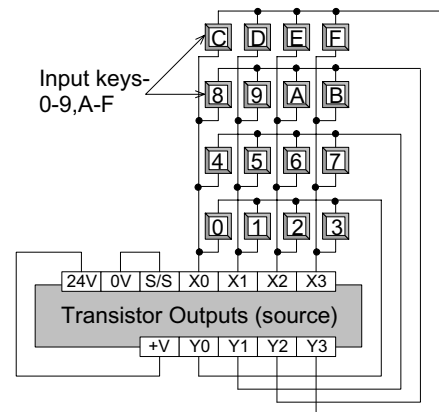 C D E F
Input keys-
0-9,A-F
8 9 A B
4 5 6 7
0 1 2 3
24V 0V S/S X0 X1 X2 X3
Transistor Outputs (source)
+V Y0 Y1 Y2 Y3